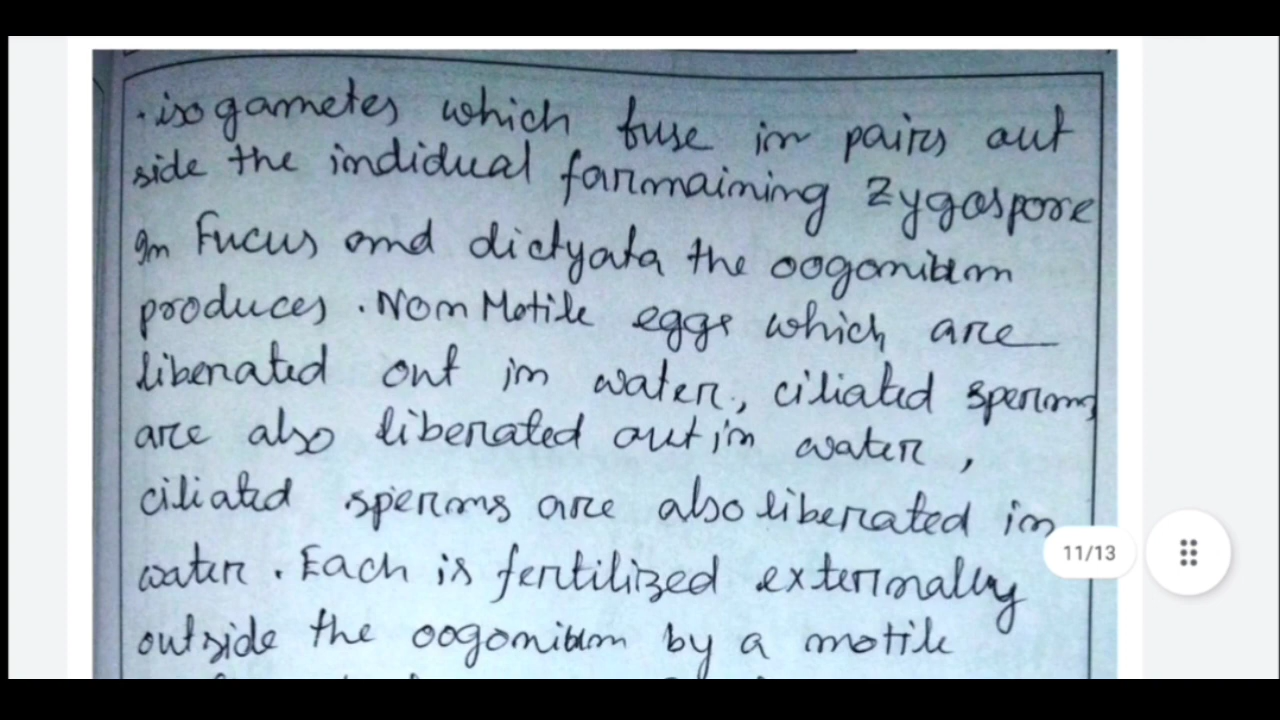 . isogametes which fuse in pairs out
side the indidual farmaining Zygospore
In Fucus and dictyata the oogonium
produces . Non Motile eggs which are
liberated out in water, ciliated sperms
are also liberated out in water ,
ciliated sperms are also liberated in
water . Each is fertilized externally
outside the oogonium by a motile
11/13